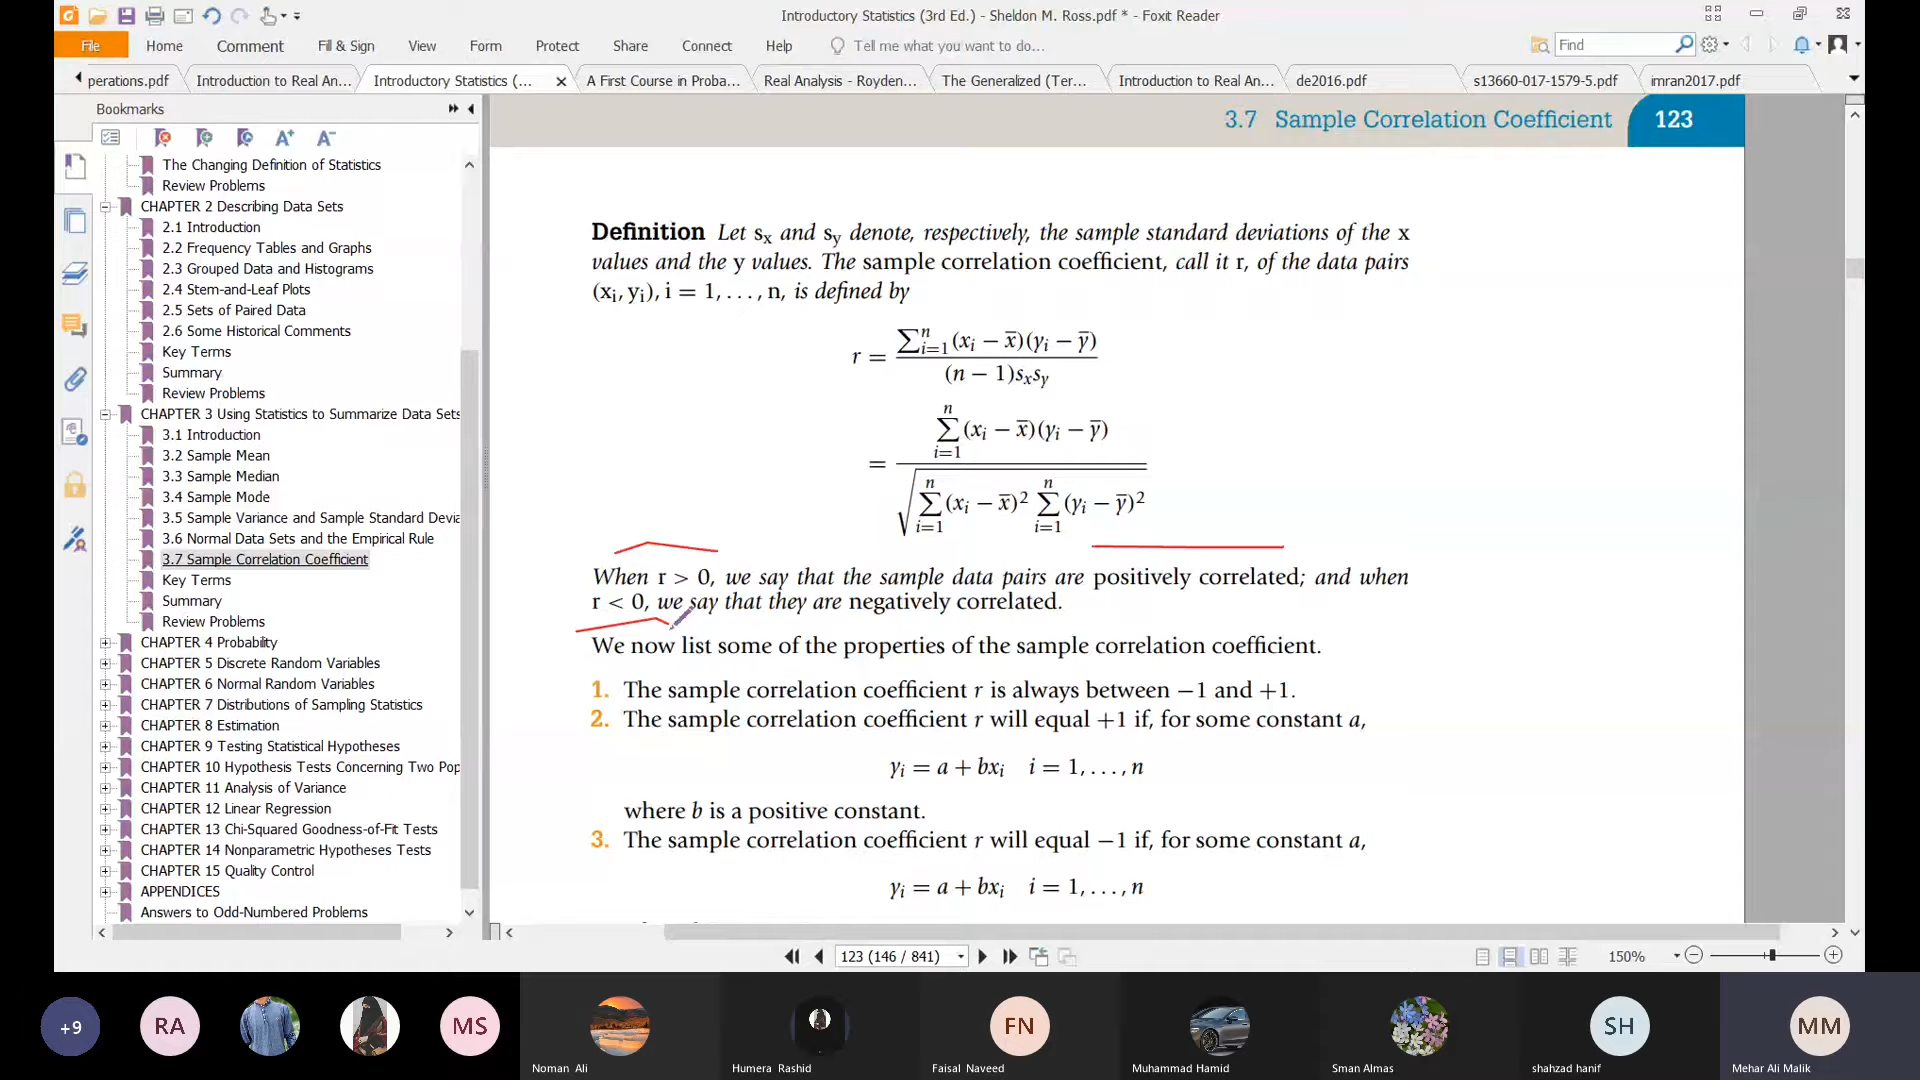 Introductory Statistics (3rd Ed.) - Sheldon M. Ross.pdf * - Foxit Reader
File Home Comment Fill & Sign View Form Protect Share Connect Help Tell me what you want to do... Find
perations.pdf Introduction to Real An... Introductory Statistics (... A First Course in Proba... Real Analysis - Royden... The Generalized (Ter... Introduction to Real An... de2016.pdf s13660-017-1579-5.pdf imran2017.pdf
Bookmarks
The Changing Definition of Statistics
Review Problems
CHAPTER 2 Describing Data Sets
2.1 Introduction
2.2 Frequency Tables and Graphs
2.3 Grouped Data and Histograms
2.4 Stem-and-Leaf Plots
2.5 Sets of Paired Data
2.6 Some Historical Comments
Key Terms
Summary
Review Problems
CHAPTER 3 Using Statistics to Summarize Data Sets
3.1 Introduction
3.2 Sample Mean
3.3 Sample Median
3.4 Sample Mode
3.5 Sample Variance and Sample Standard Devia
3.6 Normal Data Sets and the Empirical Rule
3.7 Sample Correlation Coefficient
Key Terms
Summary
Review Problems
CHAPTER 4 Probability
CHAPTER 5 Discrete Random Variables
CHAPTER 6 Normal Random Variables
CHAPTER 7 Distributions of Sampling Statistics
CHAPTER 8 Estimation
CHAPTER 9 Testing Statistical Hypotheses
CHAPTER 10 Hypothesis Tests Concerning Two Pop
CHAPTER 11 Analysis of Variance
CHAPTER 12 Linear Regression
CHAPTER 13 Chi-Squared Goodness-of-Fit Tests
CHAPTER 14 Nonparametric Hypotheses Tests
CHAPTER 15 Quality Control
APPENDICES
Answers to Odd-Numbered Problems
3.7 Sample Correlation Coefficient 123
Definition Let sₓ and s_y denote, respectively, the sample standard deviations of the x
values and the y values. The sample correlation coefficient, call it r, of the data pairs
(xᵢ, yᵢ), i = 1, . . . , n, is defined by
r = ∑ⁿᵢ₌₁(xᵢ − x̄)(yᵢ − ȳ) / (n − 1)sₓs_y
= ∑ⁿᵢ₌₁(xᵢ − x̄)(yᵢ − ȳ) / √(∑ⁿᵢ₌₁(xᵢ − x̄)² ∑ⁿᵢ₌₁(yᵢ − ȳ)²)
When r > 0, we say that the sample data pairs are positively correlated; and when
r < 0, we say that they are negatively correlated.
We now list some of the properties of the sample correlation coefficient.
1. The sample correlation coefficient r is always between −1 and +1.
2. The sample correlation coefficient r will equal +1 if, for some constant a,
yᵢ = a + bxᵢ i = 1, . . . , n
where b is a positive constant.
3. The sample correlation coefficient r will equal −1 if, for some constant a,
yᵢ = a + bxᵢ i = 1, . . . , n
123 (146 / 841) 150%
+9 RA MS FN SH MM
Noman Ali Humera Rashid Faisal Naveed Muhammad Hamid Sman Almas shahzad hanif Mehar Ali Malik